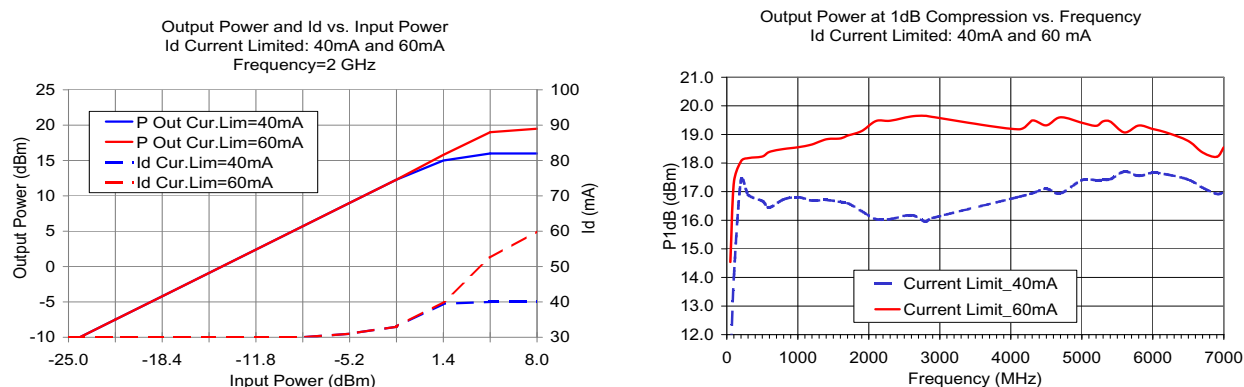 Output Power and Id vs. Input Power
Id Current Limited: 40mA and 60mA
Frequency=2 GHz
Output Power (dBm)
25
20
15
10
5
0
-5
-10
P Out Cur.Lim=40mA
P Out Cur.Lim=60mA
Id Cur.Lim=40mA
Id Cur.Lim=60mA
100
90
80
70
60
50
40
30
Id (mA)
-25.0 -18.4 -11.8 -5.2 1.4 8.0
Input Power (dBm)
Output Power at 1dB Compression vs. Frequency
Id Current Limited: 40mA and 60 mA
P1dB (dBm)
21.0
20.0
19.0
18.0
17.0
16.0
15.0
14.0
13.0
12.0
Current Limit_40mA
Current Limit_60mA
0 1000 2000 3000 4000 5000 6000 7000
Frequency (MHz)